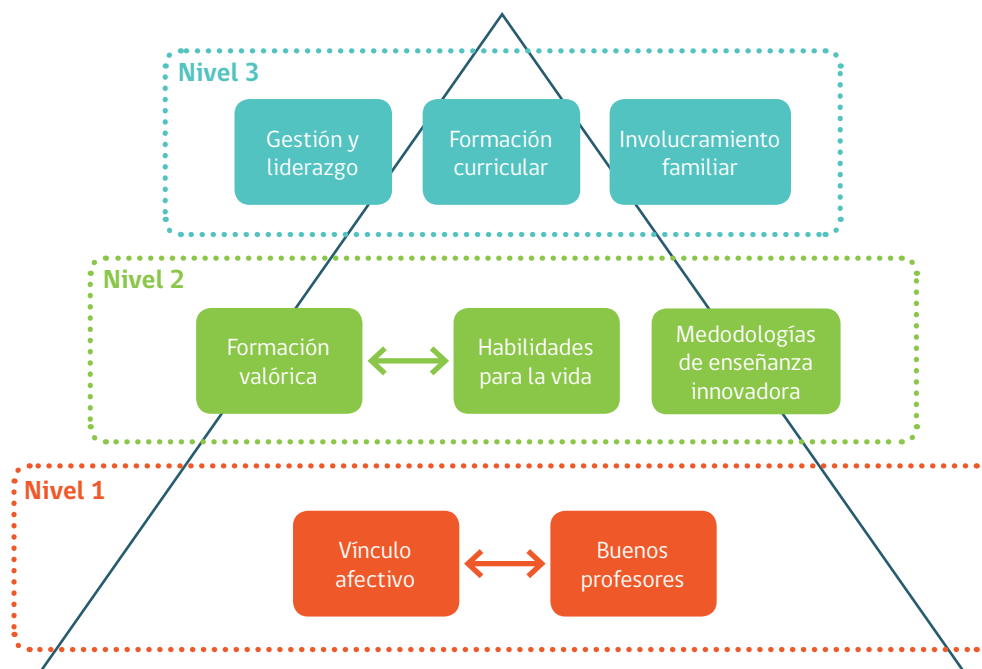 Nivel 3
Gestión y
liderazgo
Formación
curricular
Involucramiento
familiar
Nivel 2
Formación
valórica
Habilidades
para la vida
Medodologías
de enseñanza
innovadora
Nivel 1
Vínculo
afectivo
Buenos
profesores